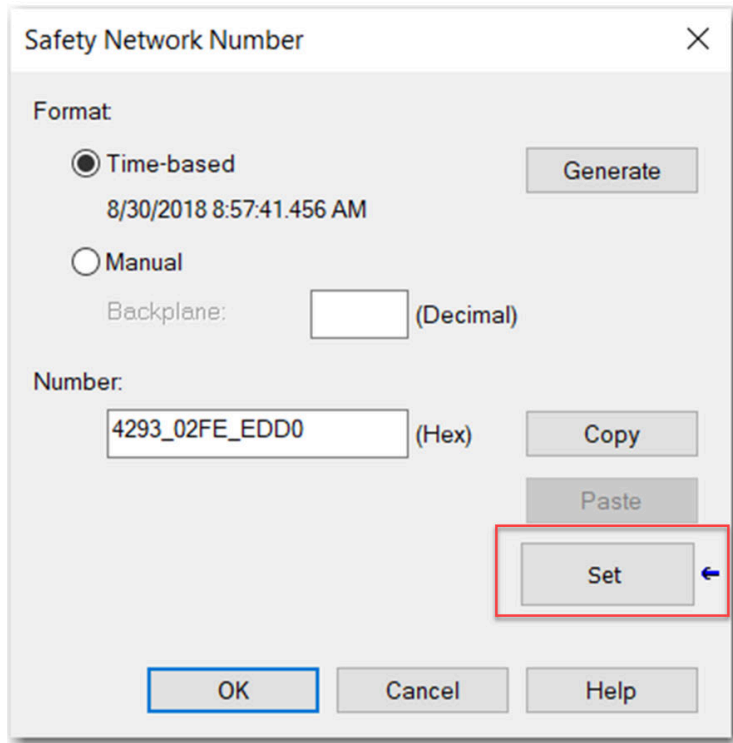 Safety Network Number
Format:
Time-based
Generate
8/30/2018 8:57:41.456 AM
Manual
Backplane:
(Decimal)
Number:
4293_02FE_EDD0
(Hex)
Copy
Paste
Set
OK
Cancel
Help